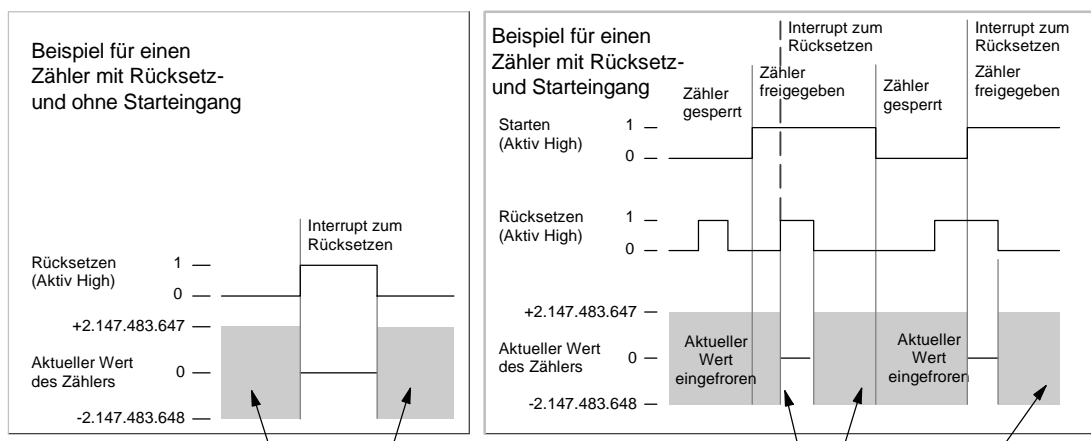 Beispiel für einen
Zähler mit Rücksetz-
und ohne Starteingang
Interrupt zum
Rücksetzen
Rücksetzen
(Aktiv High)
1
0
+2.147.483.647
Aktueller Wert
des Zählers
0
-2.147.483.648
Beispiel für einen
Zähler mit Rücksetz-
und Starteingang
Interrupt zum
Rücksetzen
Interrupt zum
Rücksetzen
Zähler
gesperrt
Zähler
freigegeben
Zähler
gesperrt
Zähler
freigegeben
Starten
(Aktiv High)
1
0
Rücksetzen
(Aktiv High)
1
0
+2.147.483.647
Aktueller Wert
des Zählers
0
-2.147.483.648
Aktueller
Wert
eingefroren
Aktueller
Wert
eingefroren